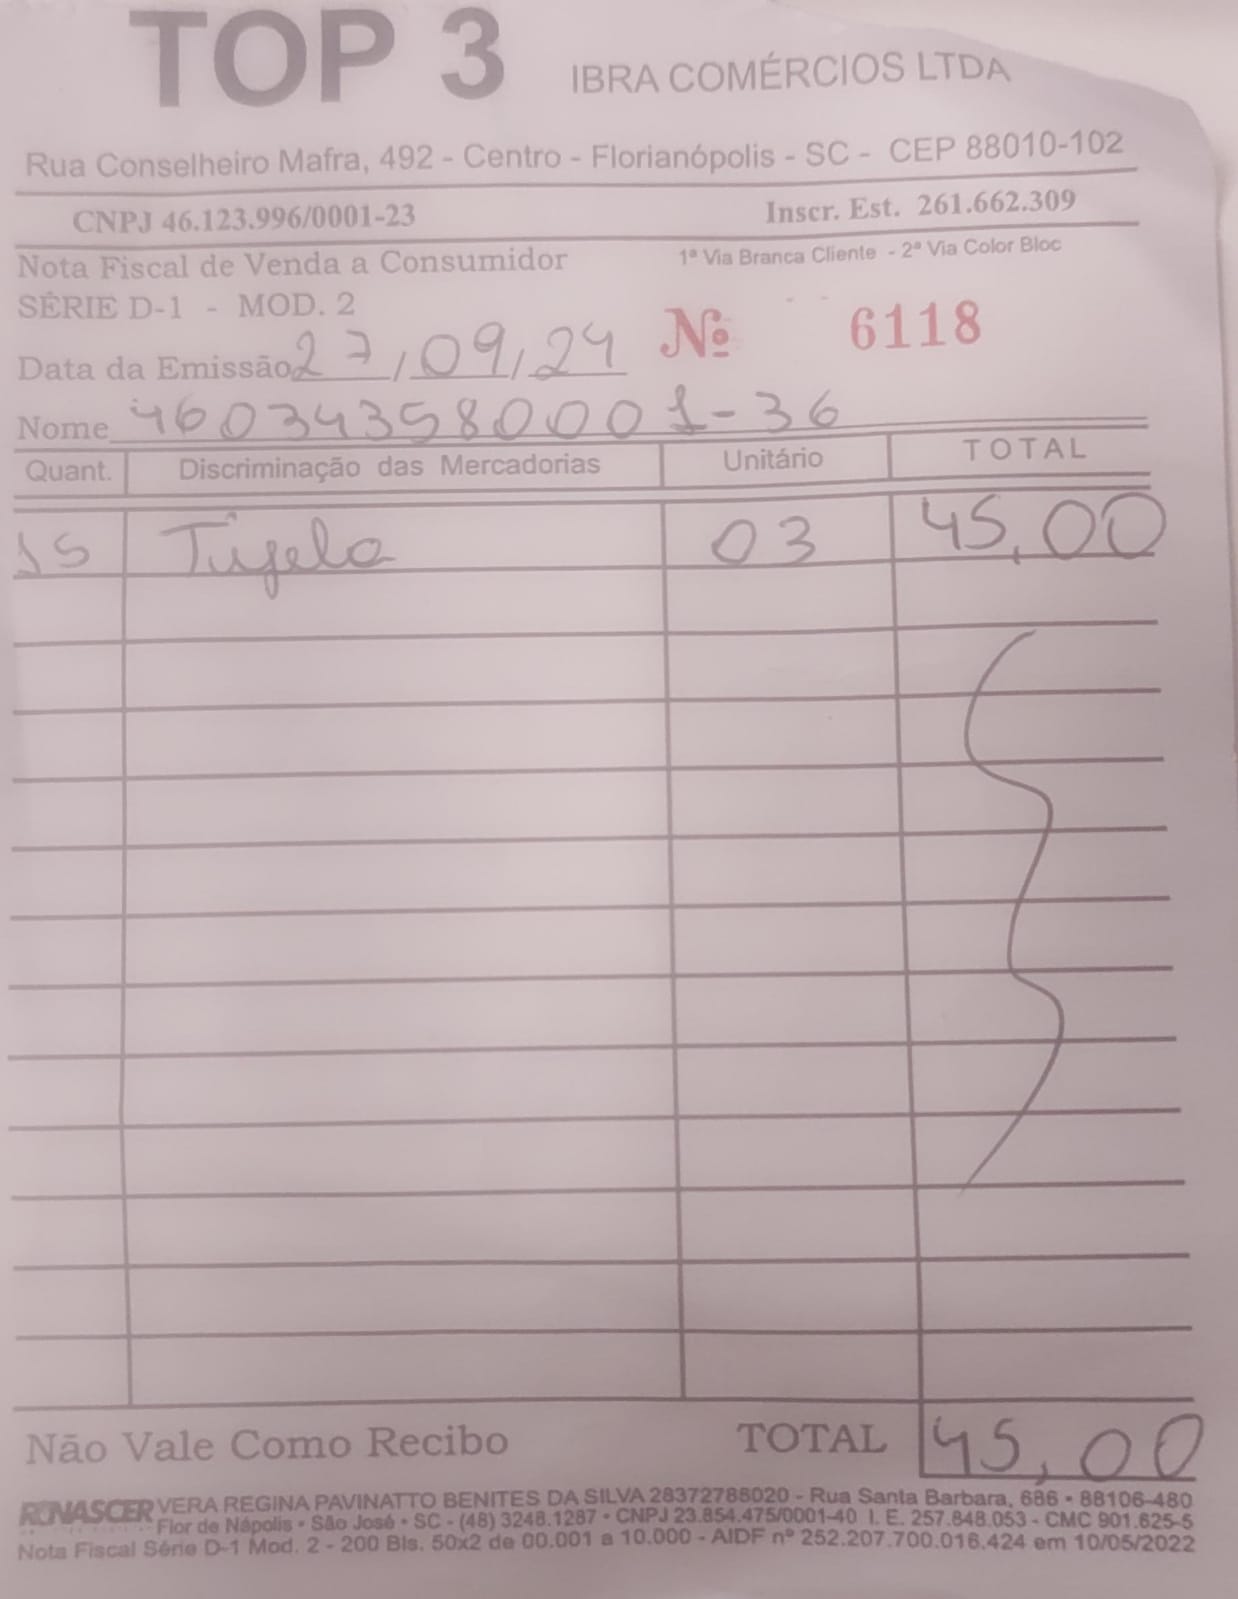 TOP 3 IBRA COMÉRCIOS LTDA
Rua Conselheiro Mafra, 492 - Centro - Florianópolis - SC - CEP 88010-102
CNPJ 46.123.996/0001-23 Inscr. Est. 261.662.309
Nota Fiscal de Venda a Consumidor 1ª Via Branca Cliente - 2ª Via Color Bloc
SÉRIE D-1 - MOD. 2
Nº 6118
Data da Emissão 27/09/24
Nome 460343580001-36
Quant. Discriminação das Mercadorias Unitário TOTAL
15 Tigela 03 45,00
Não Vale Como Recibo TOTAL 45,00
RENASCER VERA REGINA PAVINATTO BENITES DA SILVA 28372788020 - Rua Santa Barbara, 686 - 88106-480
Flor de Nápolis • São José • SC - (48) 3248.1287 • CNPJ 23.854.475/0001-40 I. E. 257.848.053 - CMC 901.625-5
Nota Fiscal Série D-1 Mod. 2 - 200 Bls. 50x2 de 00.001 a 10.000 - AIDF nº 252.207.700.016.424 em 10/05/2022